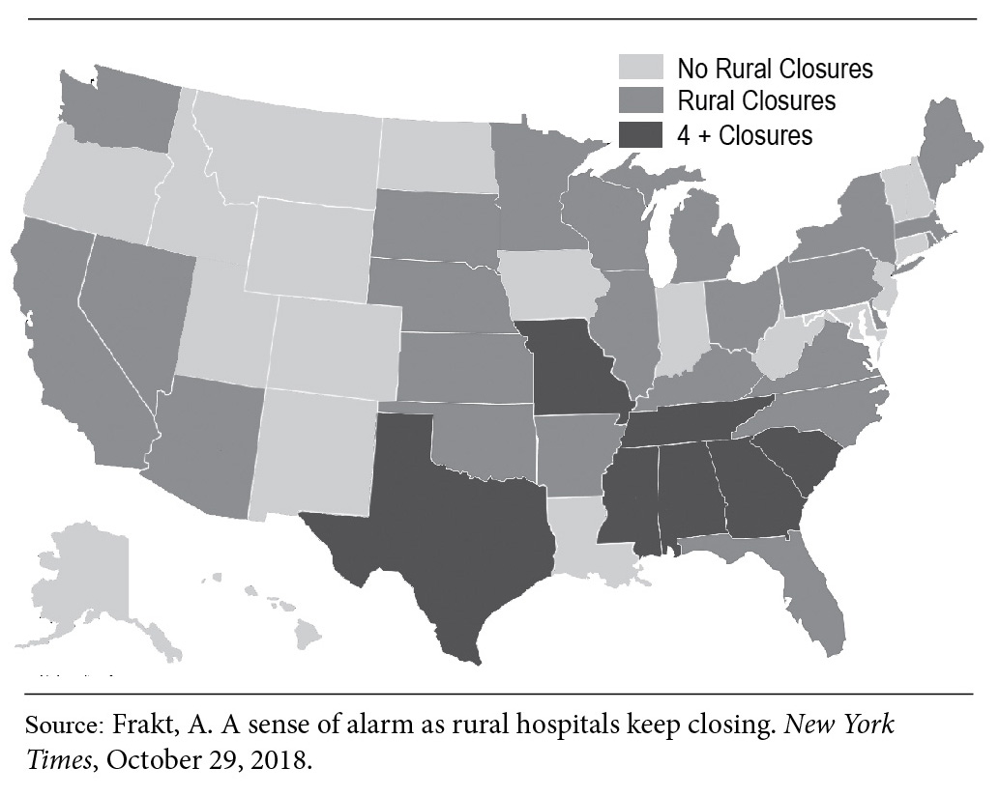 No Rural Closures
Rural Closures
4 + Closures
Source: Frakt, A. A sense of alarm as rural hospitals keep closing. New York
Times, October 29, 2018.